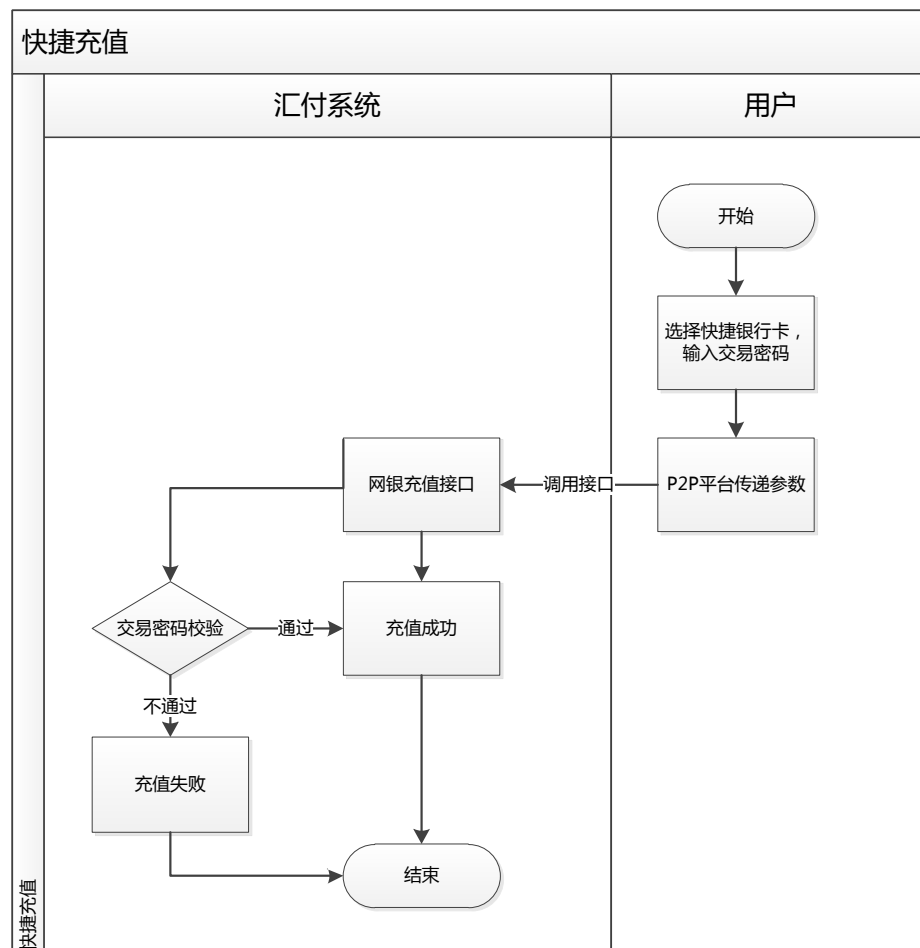 快捷充值
汇付系统
用户
开始
选择快捷银行卡，
输入交易密码
网银充值接口
调用接口
P2P平台传递参数
交易密码校验
通过
充值成功
不通过
充值失败
结束
快捷充值